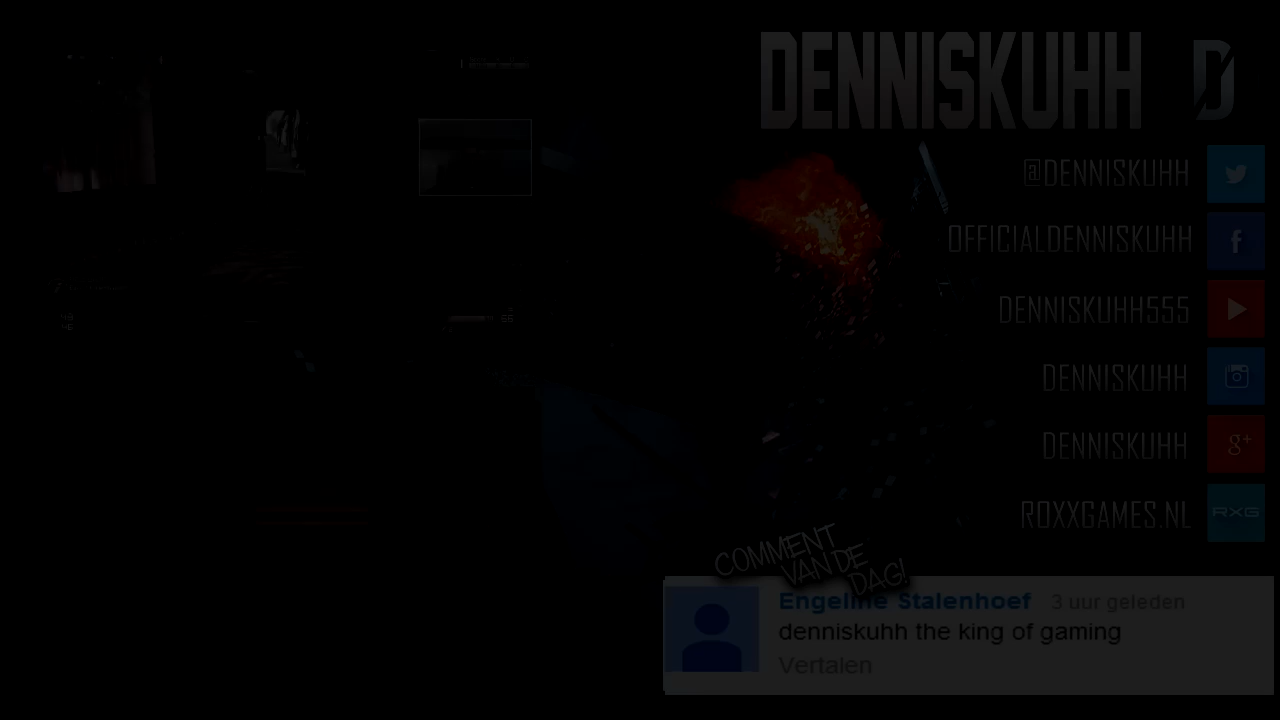 DENNISKUHH D
@DENNISKUHH
OFFICIALDENNISKUHH
DENNISKUHH555
DENNISKUHH
DENNISKUHH
g+
ROXXGAMES.NL RXG
COMMENT
VAN DE
DAG!
Engeline Stalenhoef 3 uur geleden
denniskuhh the king of gaming
Vertalen